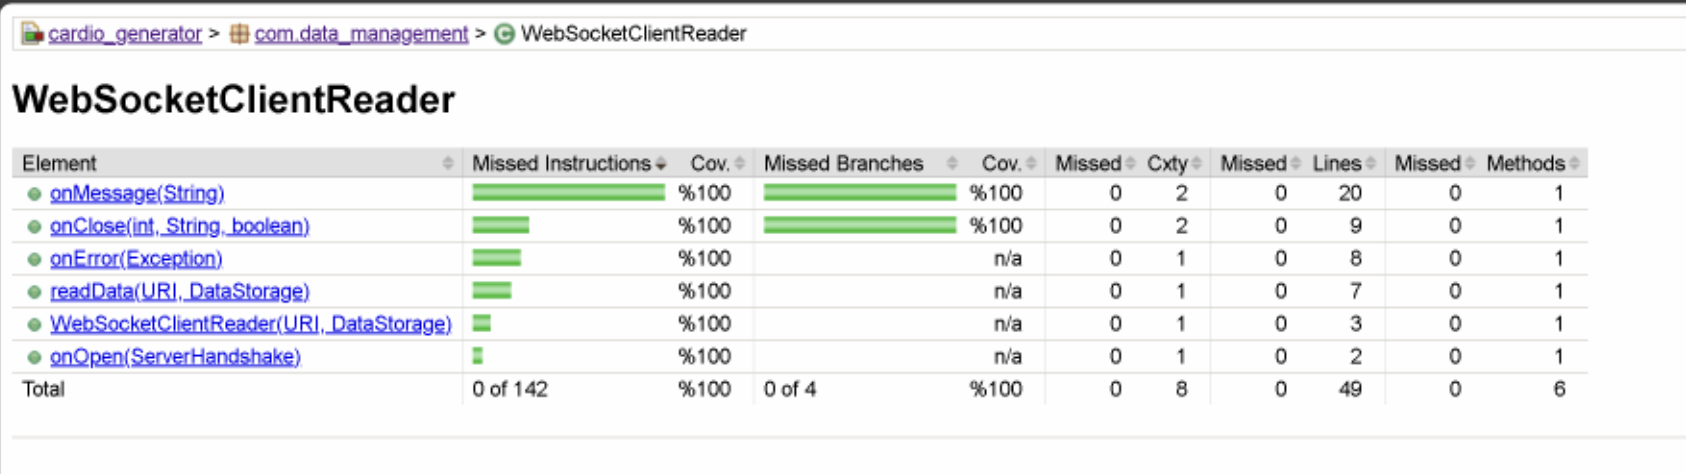 cardio_generator > com.data_management > WebSocketClientReader
WebSocketClientReader
Element Missed Instructions Cov. Missed Branches Cov. Missed Cxty Missed Lines Missed Methods
onMessage(String) %100 %100 0 2 0 20 0 1
onClose(int, String, boolean) %100 %100 0 2 0 9 0 1
onError(Exception) %100 n/a 0 1 0 8 0 1
readData(URI, DataStorage) %100 n/a 0 1 0 7 0 1
WebSocketClientReader(URI, DataStorage) %100 n/a 0 1 0 3 0 1
onOpen(ServerHandshake) %100 n/a 0 1 0 2 0 1
Total 0 of 142 %100 0 of 4 %100 0 8 0 49 0 6